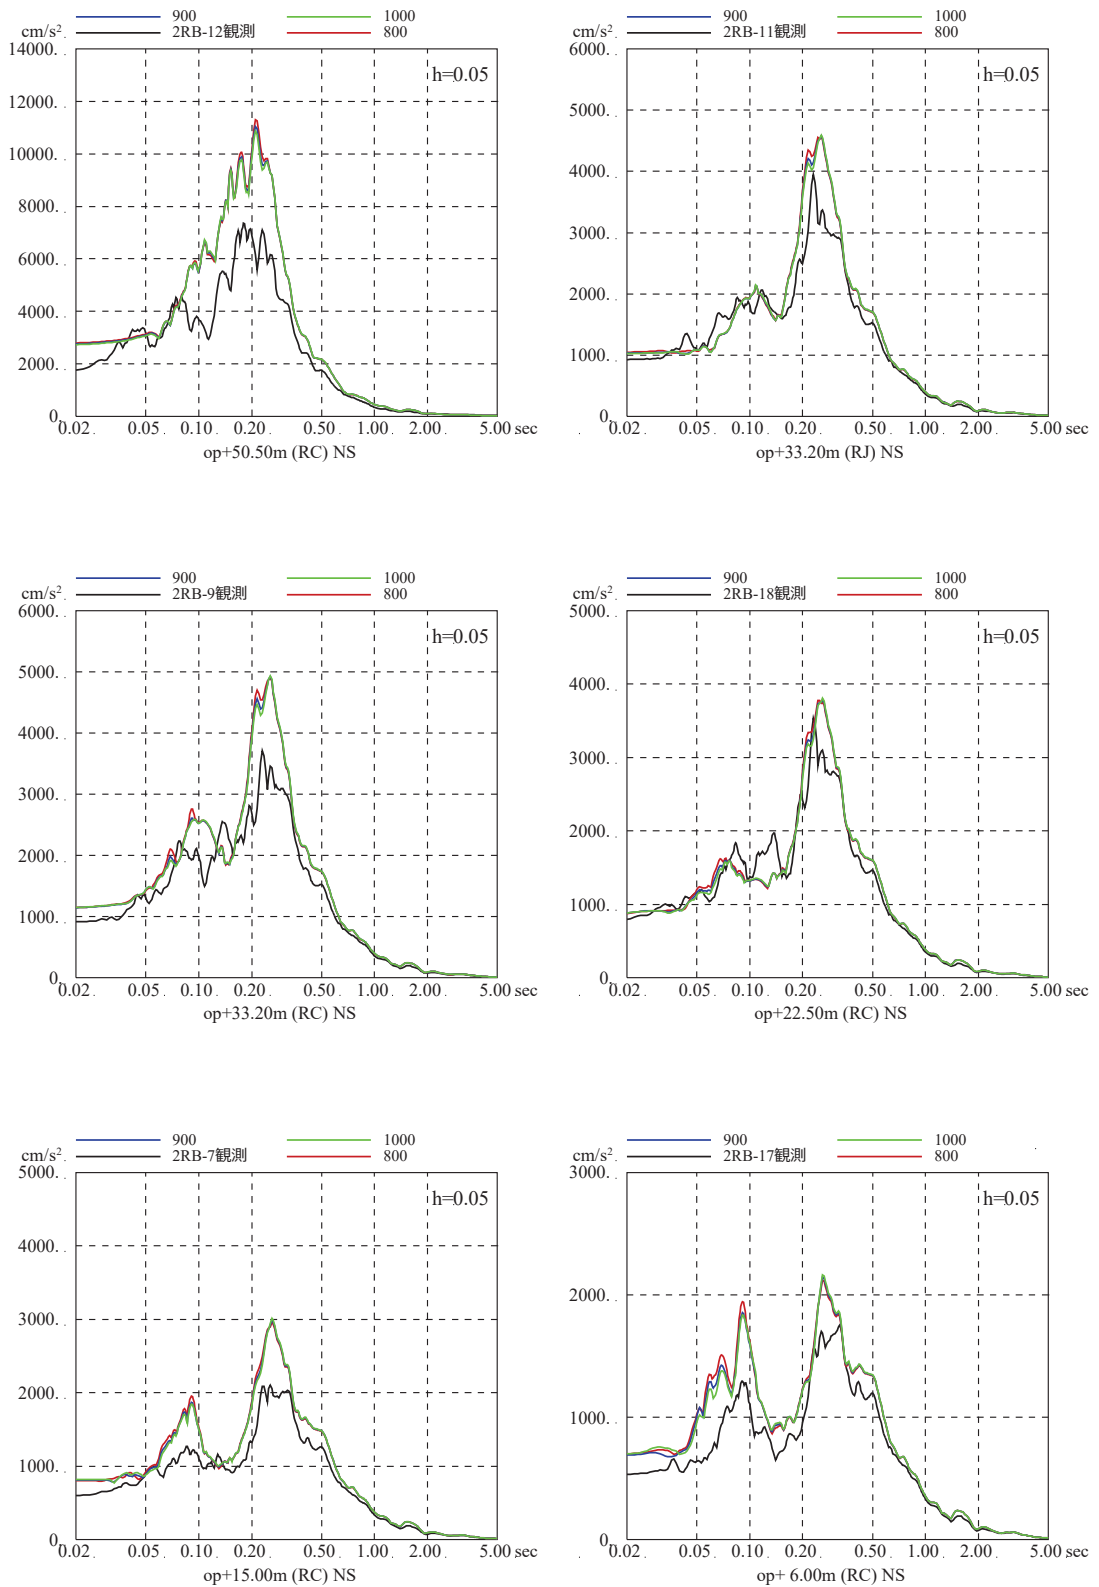 900 1000
cm/s². 2RB-12観測 800
14000.
h=0.05
12000.
10000.
8000.
6000.
4000.
2000.
0.
0.02 0.05 0.10 0.20 0.50 1.00 2.00 5.00 sec
op+50.50m (RC) NS
900 1000
cm/s². 2RB-11観測 800
6000.
h=0.05
5000.
4000.
3000.
2000.
1000.
0.
0.02 0.05 0.10 0.20 0.50 1.00 2.00 5.00 sec
op+33.20m (RJ) NS
900 1000
cm/s². 2RB-9観測 800
6000.
h=0.05
5000.
4000.
3000.
2000.
1000.
0.
0.02 0.05 0.10 0.20 0.50 1.00 2.00 5.00 sec
op+33.20m (RC) NS
900 1000
cm/s². 2RB-18観測 800
5000.
h=0.05
4000.
3000.
2000.
1000.
0.
0.02 0.05 0.10 0.20 0.50 1.00 2.00 5.00 sec
op+22.50m (RC) NS
900 1000
cm/s². 2RB-7観測 800
5000.
h=0.05
4000.
3000.
2000.
1000.
0.
0.02 0.05 0.10 0.20 0.50 1.00 2.00 5.00 sec
op+15.00m (RC) NS
900 1000
cm/s². 2RB-17観測 800
3000.
h=0.05
2000.
1000.
0.
0.02 0.05 0.10 0.20 0.50 1.00 2.00 5.00 sec
op+ 6.00m (RC) NS